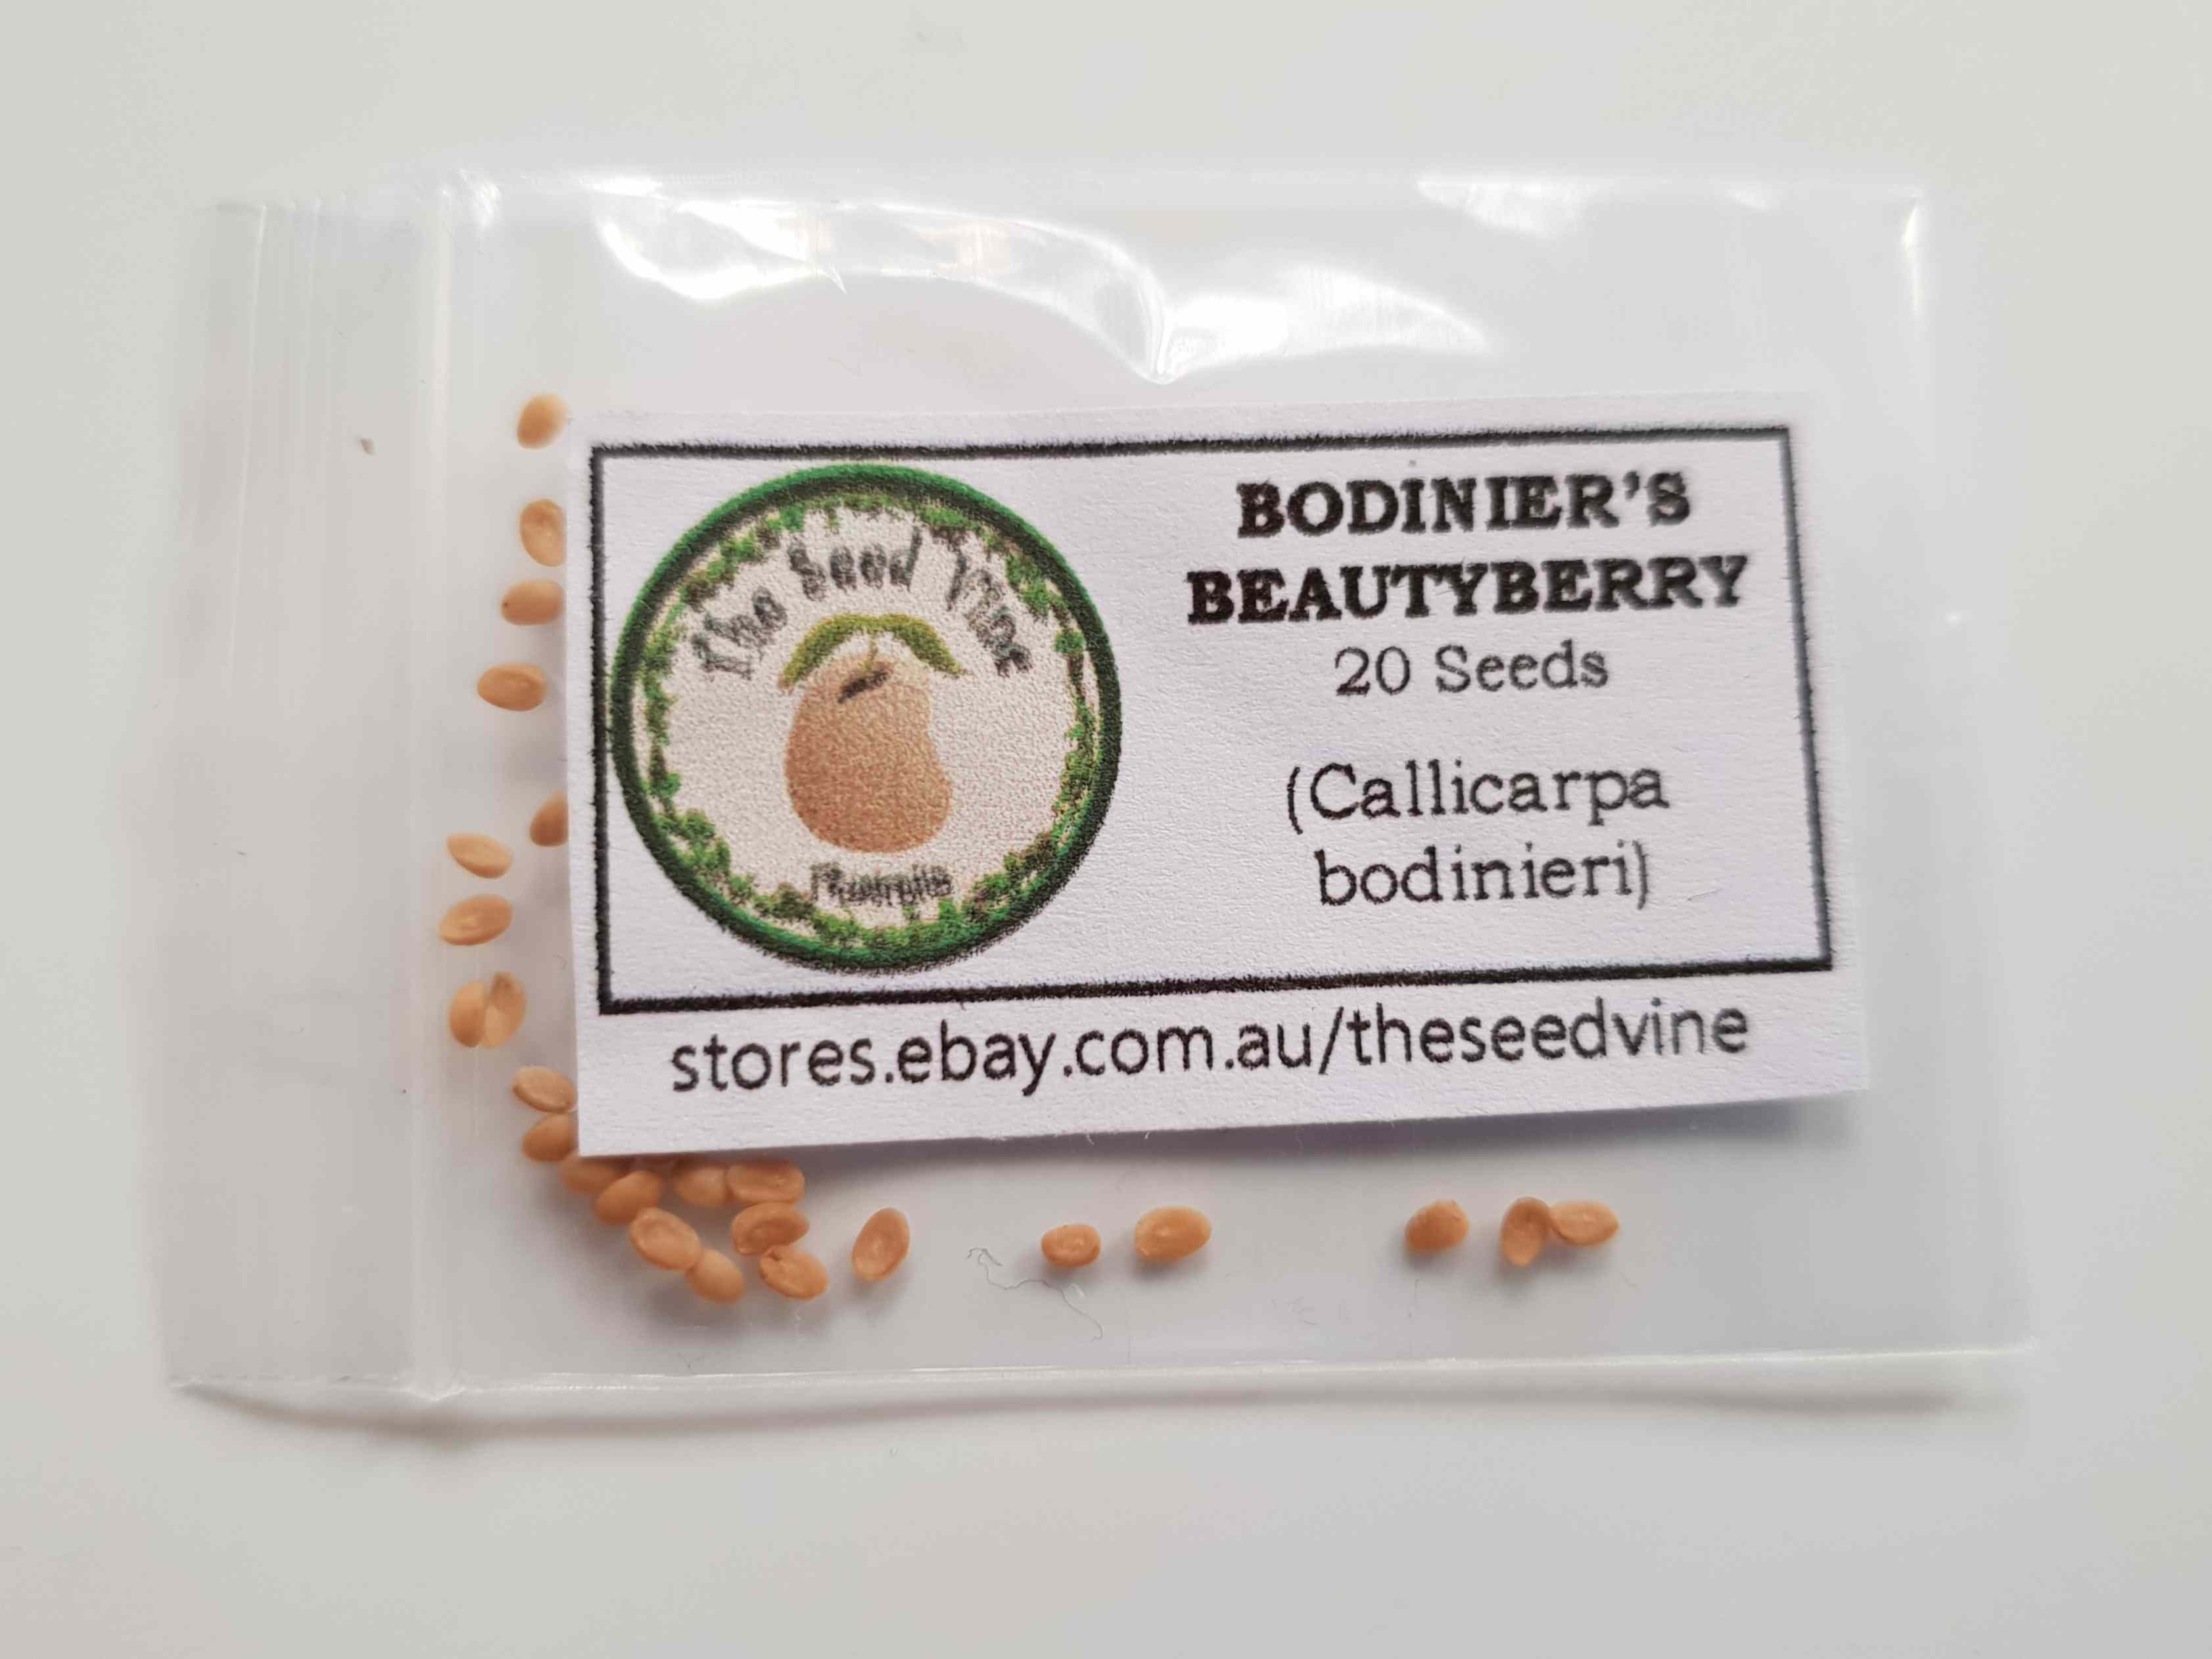 The Seed Vine
Australia
BODINIER'S
BEAUTYBERRY
20 Seeds
(Callicarpa
bodinieri)
stores.ebay.com.au/theseedvine